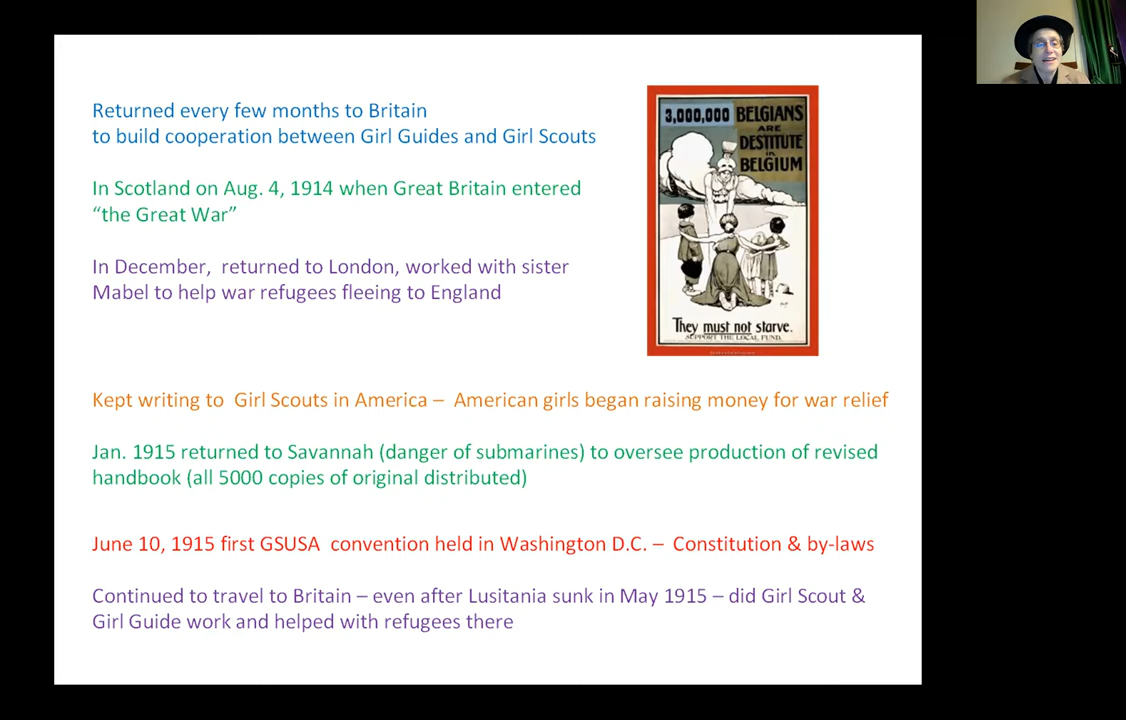 Returned every few months to Britain
to build cooperation between Girl Guides and Girl Scouts
In Scotland on Aug. 4, 1914 when Great Britain entered
“the Great War”
In December, returned to London, worked with sister
Mabel to help war refugees fleeing to England
3,000,000 BELGIANS
ARE
DESTITUTE
in
BELGIUM
They must not starve.
SUPPORT THE LOCAL FUND.
Kept writing to Girl Scouts in America – American girls began raising money for war relief
Jan. 1915 returned to Savannah (danger of submarines) to oversee production of revised
handbook (all 5000 copies of original distributed)
June 10, 1915 first GSUSA convention held in Washington D.C. – Constitution & by-laws
Continued to travel to Britain – even after Lusitania sunk in May 1915 – did Girl Scout &
Girl Guide work and helped with refugees there